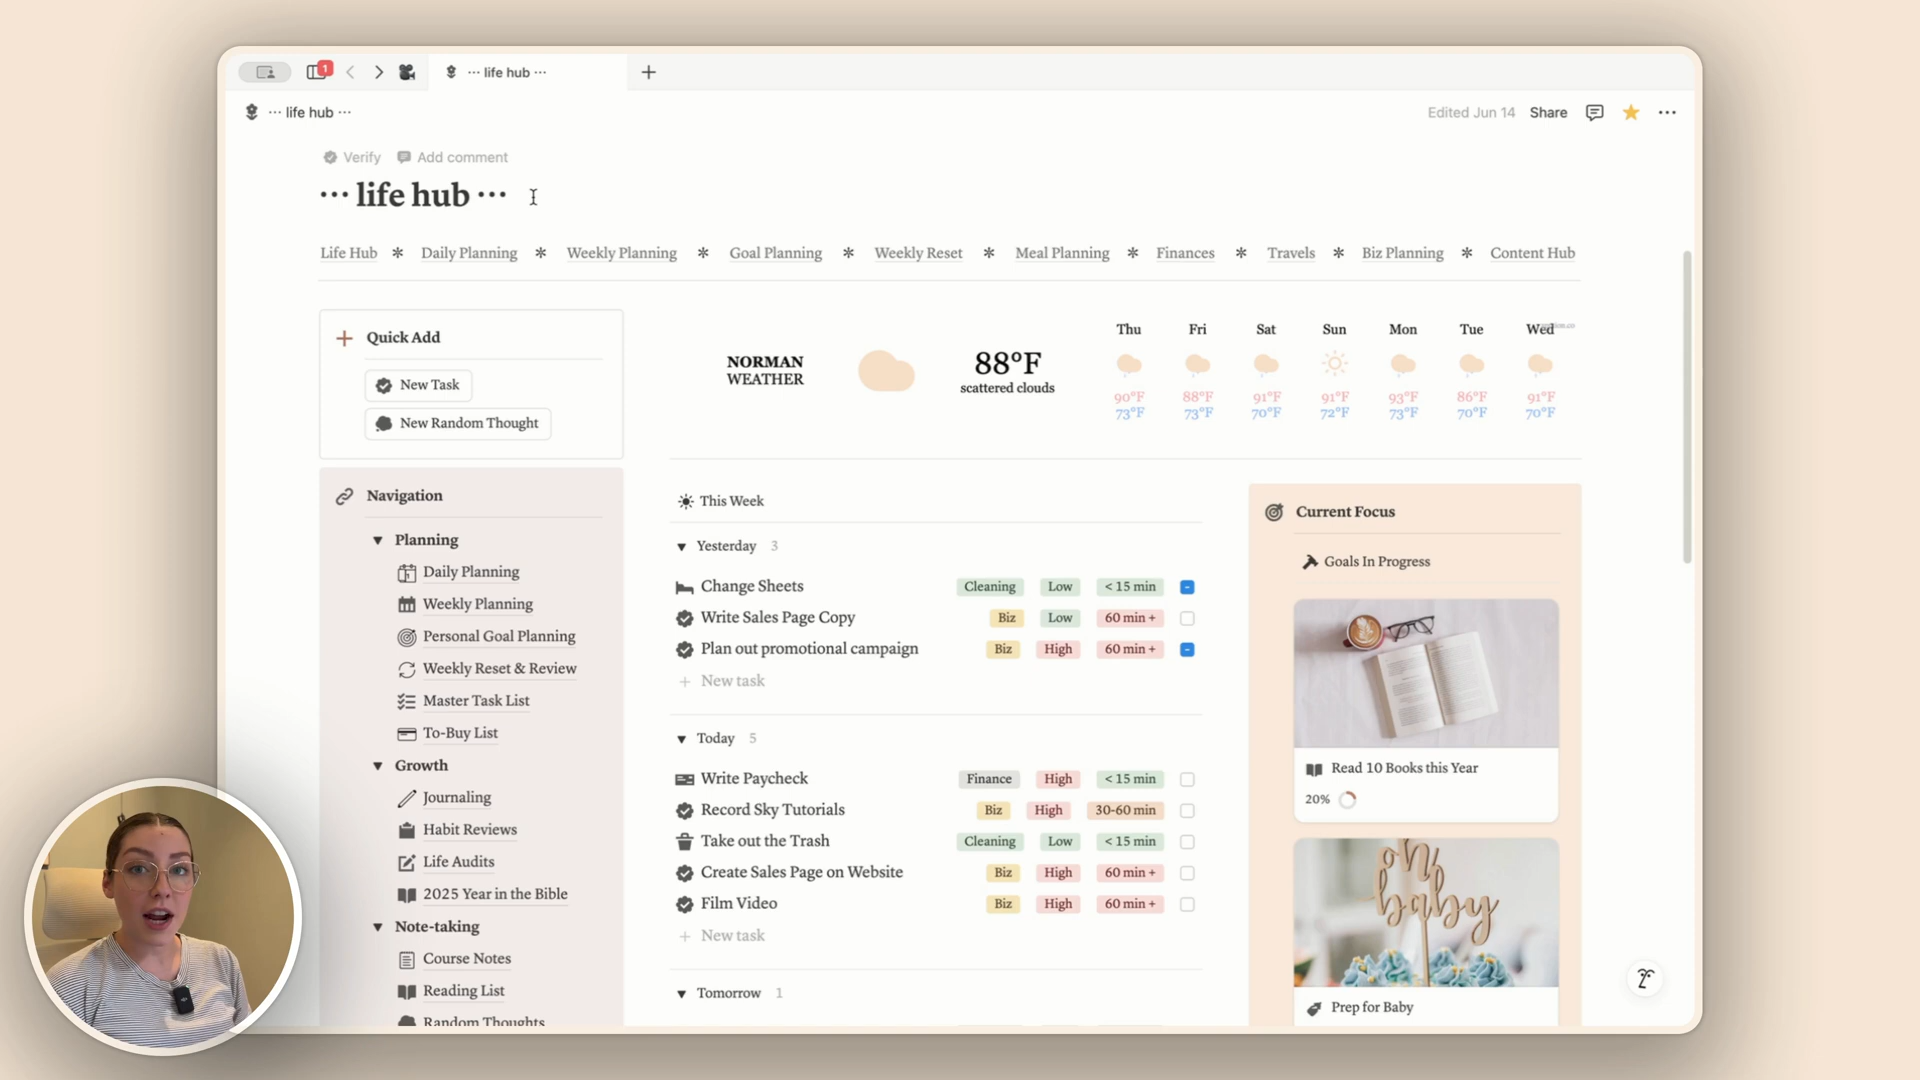 1
··· life hub ···
··· life hub ···
Edited Jun 14
Share
Verify
Add comment
··· life hub ···
Life Hub * Daily Planning * Weekly Planning * Goal Planning * Weekly Reset * Meal Planning * Finances * Travels * Biz Planning * Content Hub
Quick Add
New Task
New Random Thought
NORMAN
WEATHER
88°F
scattered clouds
Thu Fri Sat Sun Mon Tue Wed
90°F 88°F 91°F 91°F 93°F 86°F 91°F
73°F 73°F 70°F 72°F 73°F 70°F 70°F
Navigation
Planning
Daily Planning
Weekly Planning
Personal Goal Planning
Weekly Reset & Review
Master Task List
To-Buy List
Growth
Journaling
Habit Reviews
Life Audits
2025 Year in the Bible
Note-taking
Course Notes
Reading List
Random Thoughts
This Week
Yesterday 3
Change Sheets Cleaning Low < 15 min
Write Sales Page Copy Biz Low 60 min +
Plan out promotional campaign Biz High 60 min +
+ New task
Today 5
Write Paycheck Finance High < 15 min
Record Sky Tutorials Biz High 30-60 min
Take out the Trash Cleaning Low < 15 min
Create Sales Page on Website Biz High 60 min +
Film Video Biz High 60 min +
+ New task
Tomorrow 1
Current Focus
Goals In Progress
Read 10 Books this Year
20%
oh
baby
Prep for Baby